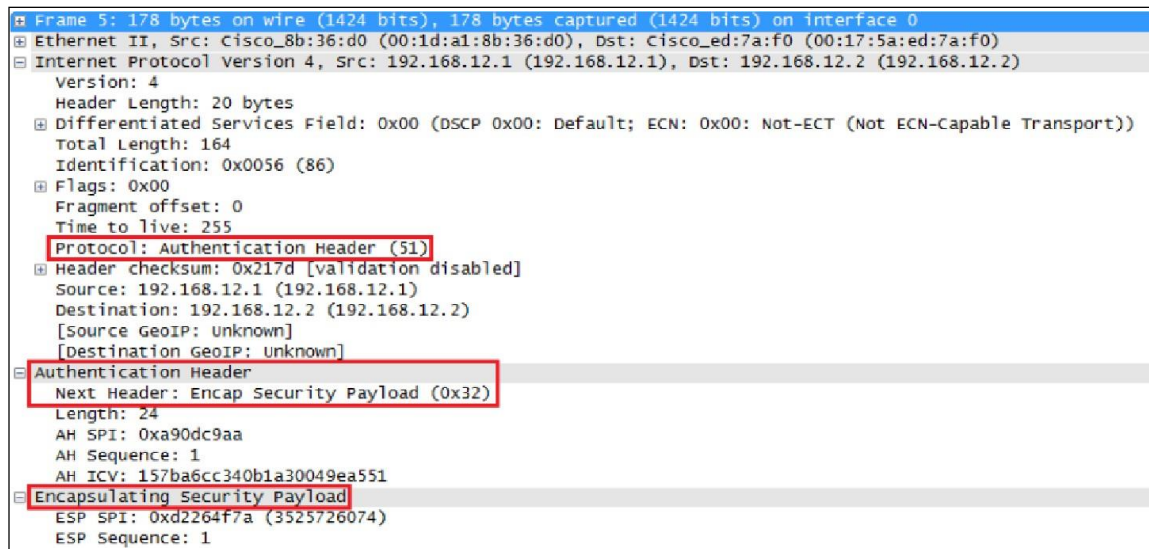 Frame 5: 178 bytes on wire (1424 bits), 178 bytes captured (1424 bits) on interface 0
Ethernet II, Src: Cisco_8b:36:d0 (00:1d:a1:8b:36:d0), Dst: Cisco_ed:7a:f0 (00:17:5a:ed:7a:f0)
Internet Protocol Version 4, Src: 192.168.12.1 (192.168.12.1), Dst: 192.168.12.2 (192.168.12.2)
Version: 4
Header Length: 20 bytes
Differentiated Services Field: 0x00 (DSCP 0x00: Default; ECN: 0x00: Not-ECT (Not ECN-Capable Transport))
Total Length: 164
Identification: 0x0056 (86)
Flags: 0x00
Fragment offset: 0
Time to live: 255
Protocol: Authentication Header (51)
Header checksum: 0x217d [validation disabled]
Source: 192.168.12.1 (192.168.12.1)
Destination: 192.168.12.2 (192.168.12.2)
[Source GeoIP: Unknown]
[Destination GeoIP: Unknown]
Authentication Header
Next Header: Encap Security Payload (0x32)
Length: 24
AH SPI: 0xa90dc9aa
AH Sequence: 1
AH ICV: 157ba6cc340b1a30049ea551
Encapsulating Security Payload
ESP SPI: 0xd2264f7a (3525726074)
ESP Sequence: 1